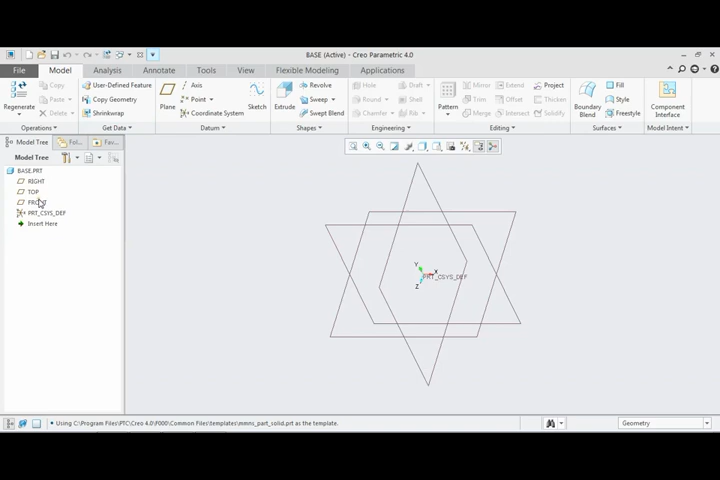 BASE (Active) - Creo Parametric 4.0
File Model Analysis Annotate Tools View Flexible Modeling Applications
Regenerate
Copy
Paste
Delete
Operations
User-Defined Feature
Copy Geometry
Shrinkwrap
Get Data
Plane
Axis
Point
Coordinate System
Sketch
Datum
Extrude
Revolve
Sweep
Swept Blend
Shapes
Hole
Round
Chamfer
Draft
Shell
Rib
Engineering
Pattern
Mirror
Trim
Merge
Extend
Offset
Intersect
Project
Thicken
Solidify
Editing
Boundary
Blend
Fill
Style
Freestyle
Surfaces
Component
Interface
Model Intent
Model Tree Fol... Fav...
Model Tree
BASE.PRT
RIGHT
TOP
FRONT
PRT_CSYS_DEF
Insert Here
Y
X
PRT_CSYS_DEF
Z
Using C:\Program Files\PTC\Creo 4.0\F000\Common Files\templates\mmns_part_solid.prt as the template.
Geometry